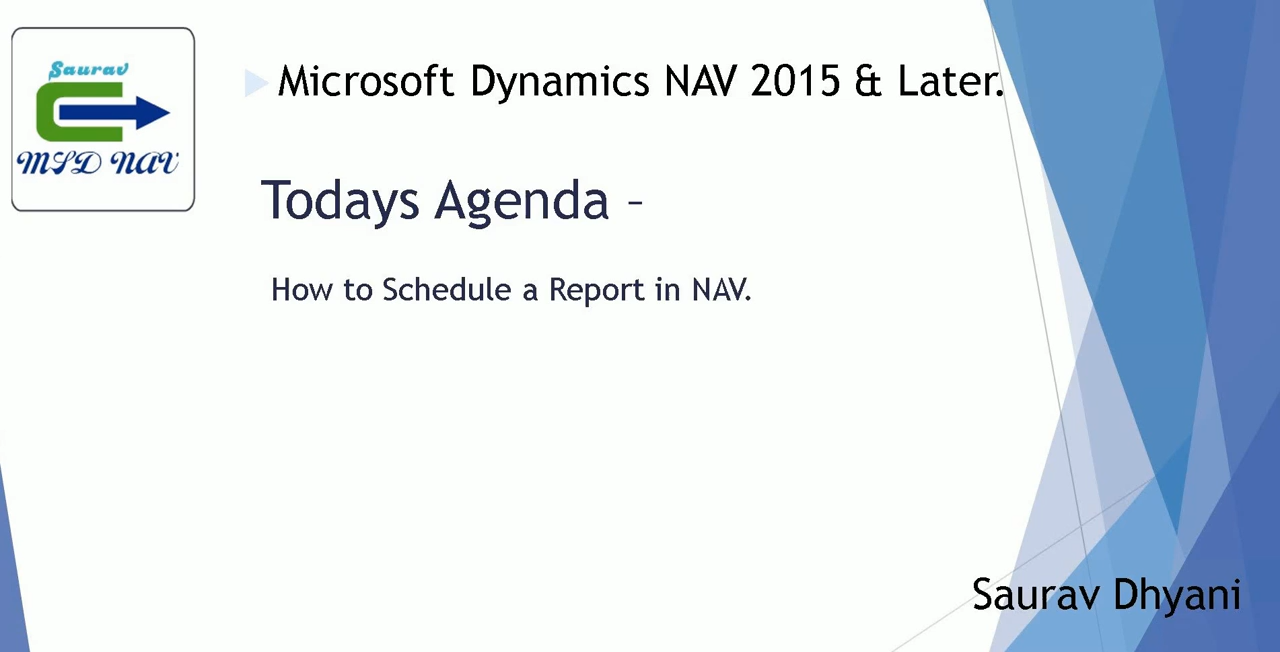 Saurav
MSD NAV
Microsoft Dynamics NAV 2015 & Later.
Todays Agenda –
How to Schedule a Report in NAV.
Saurav Dhyani